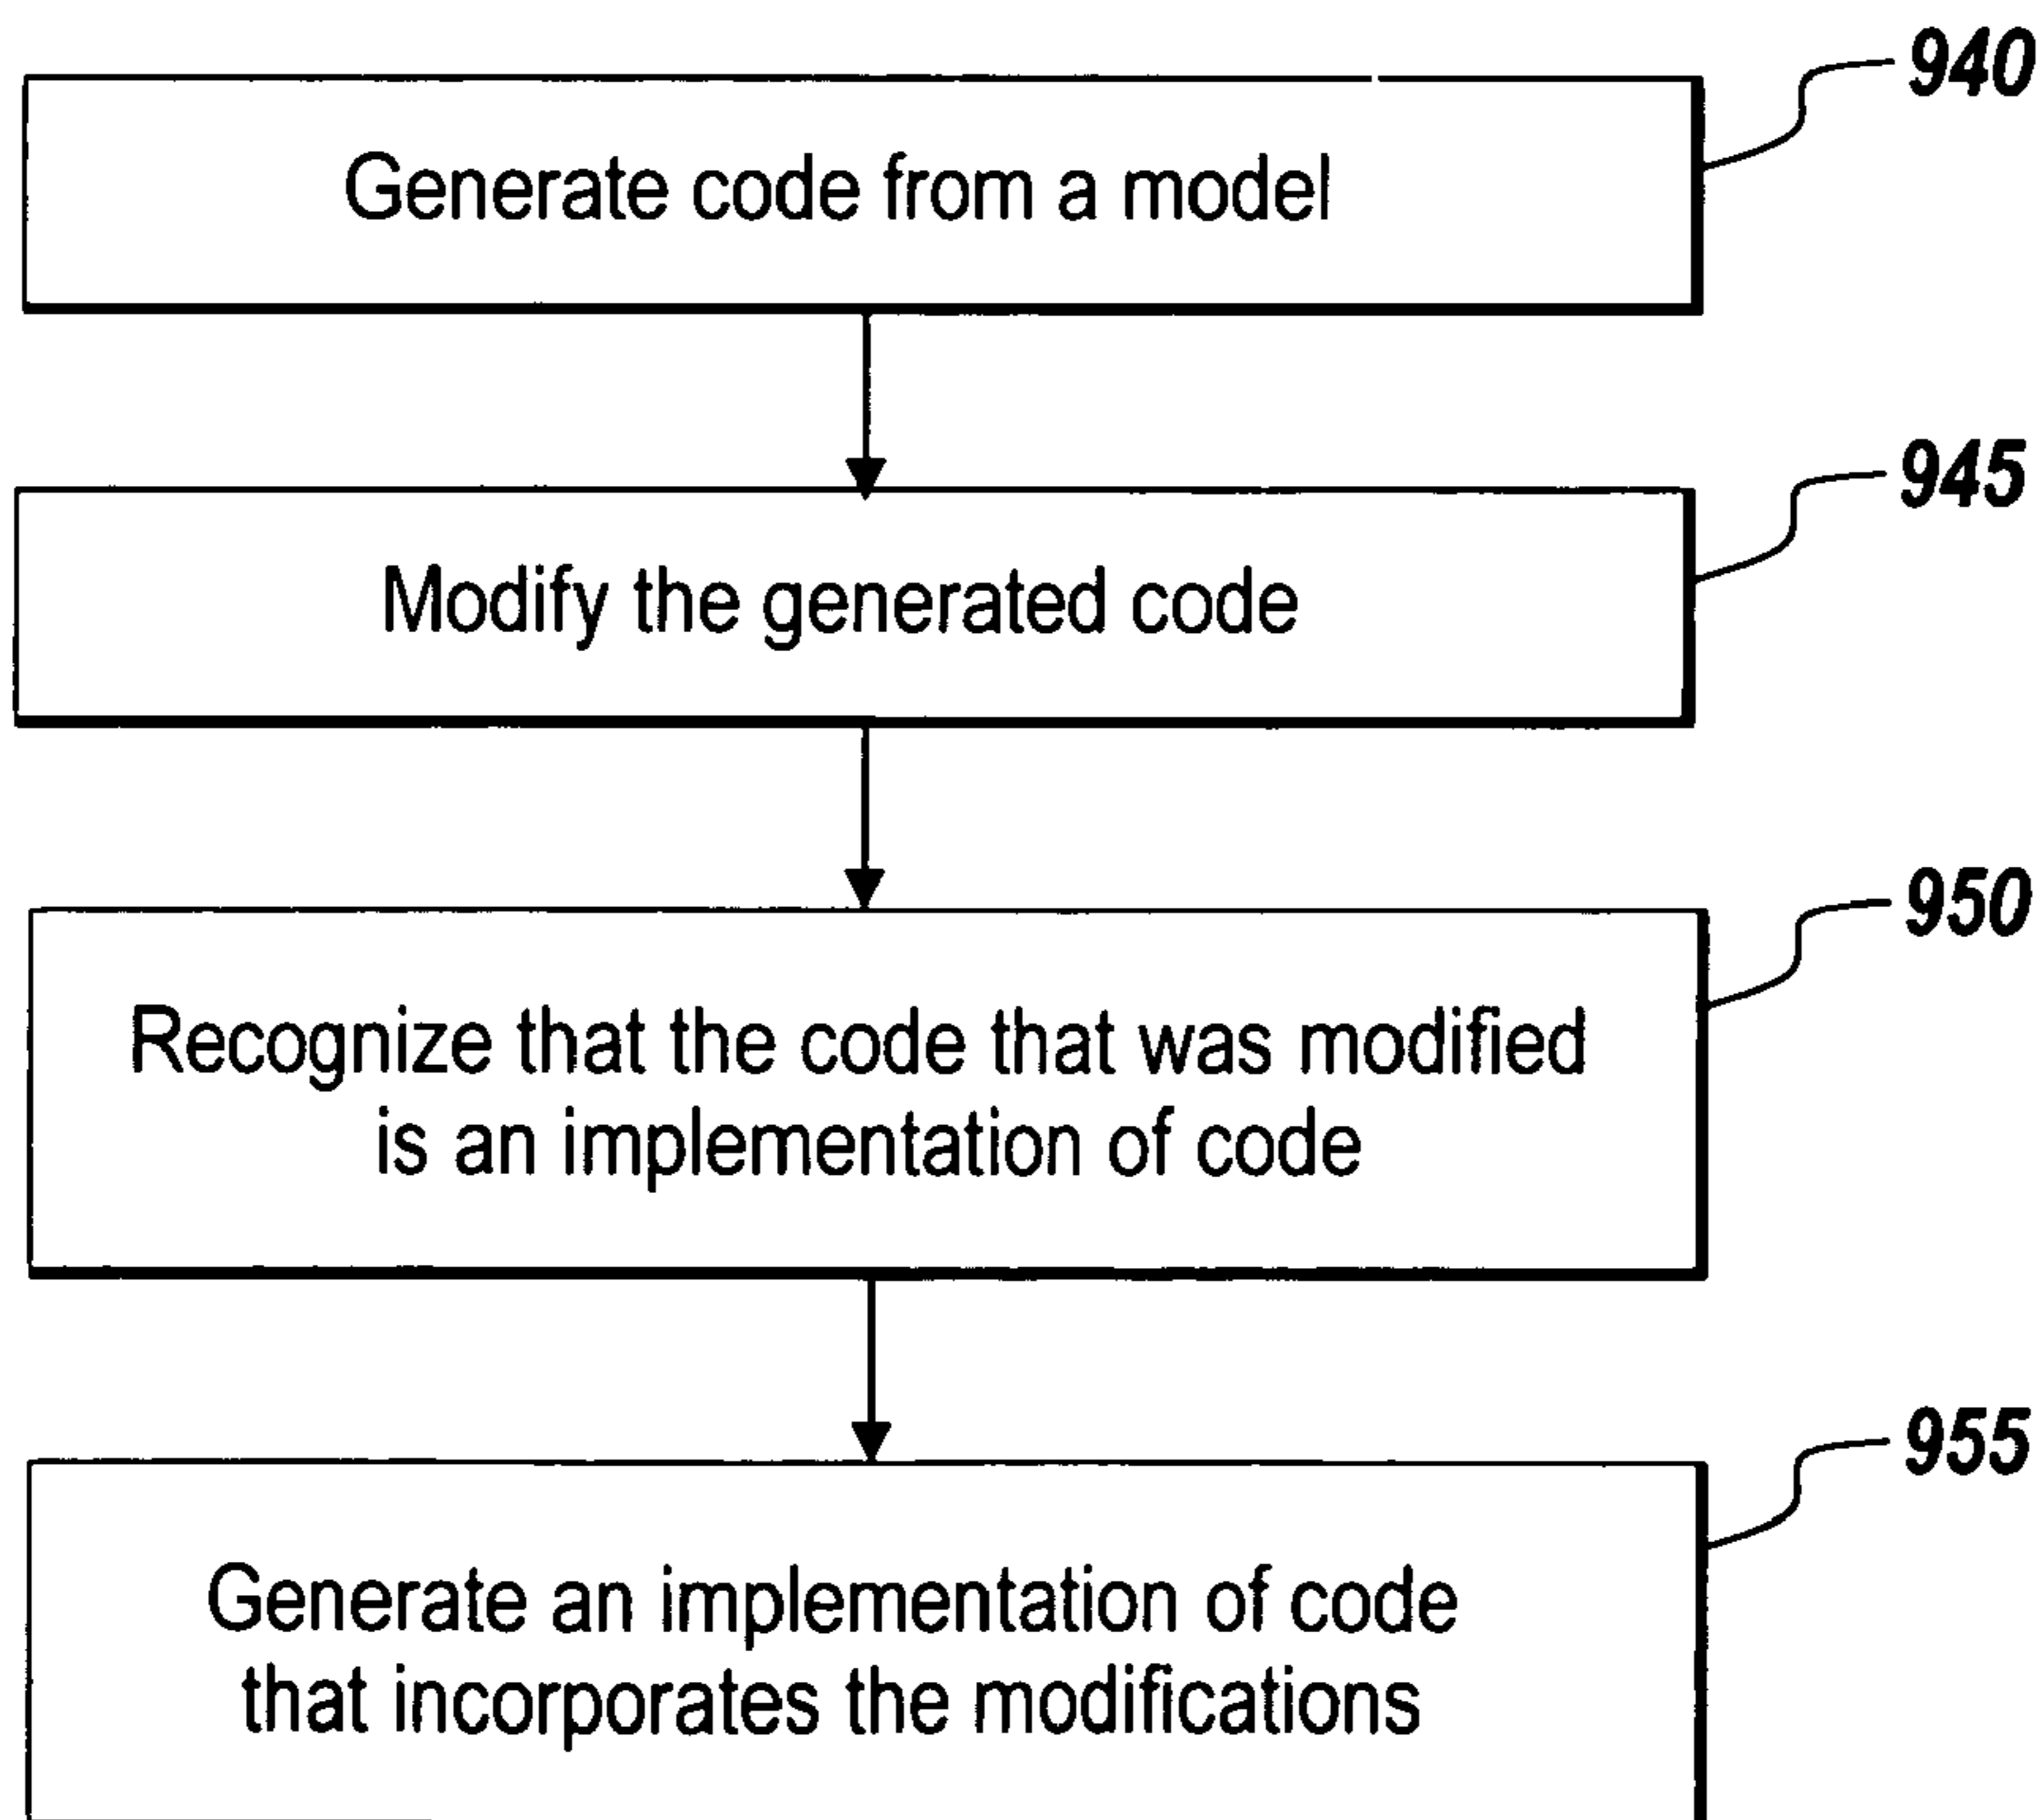 940
Generate code from a model
945
Modify the generated code
950
Recognize that the code that was modified
is an implementation of code
955
Generate an implementation of code
that incorporates the modifications